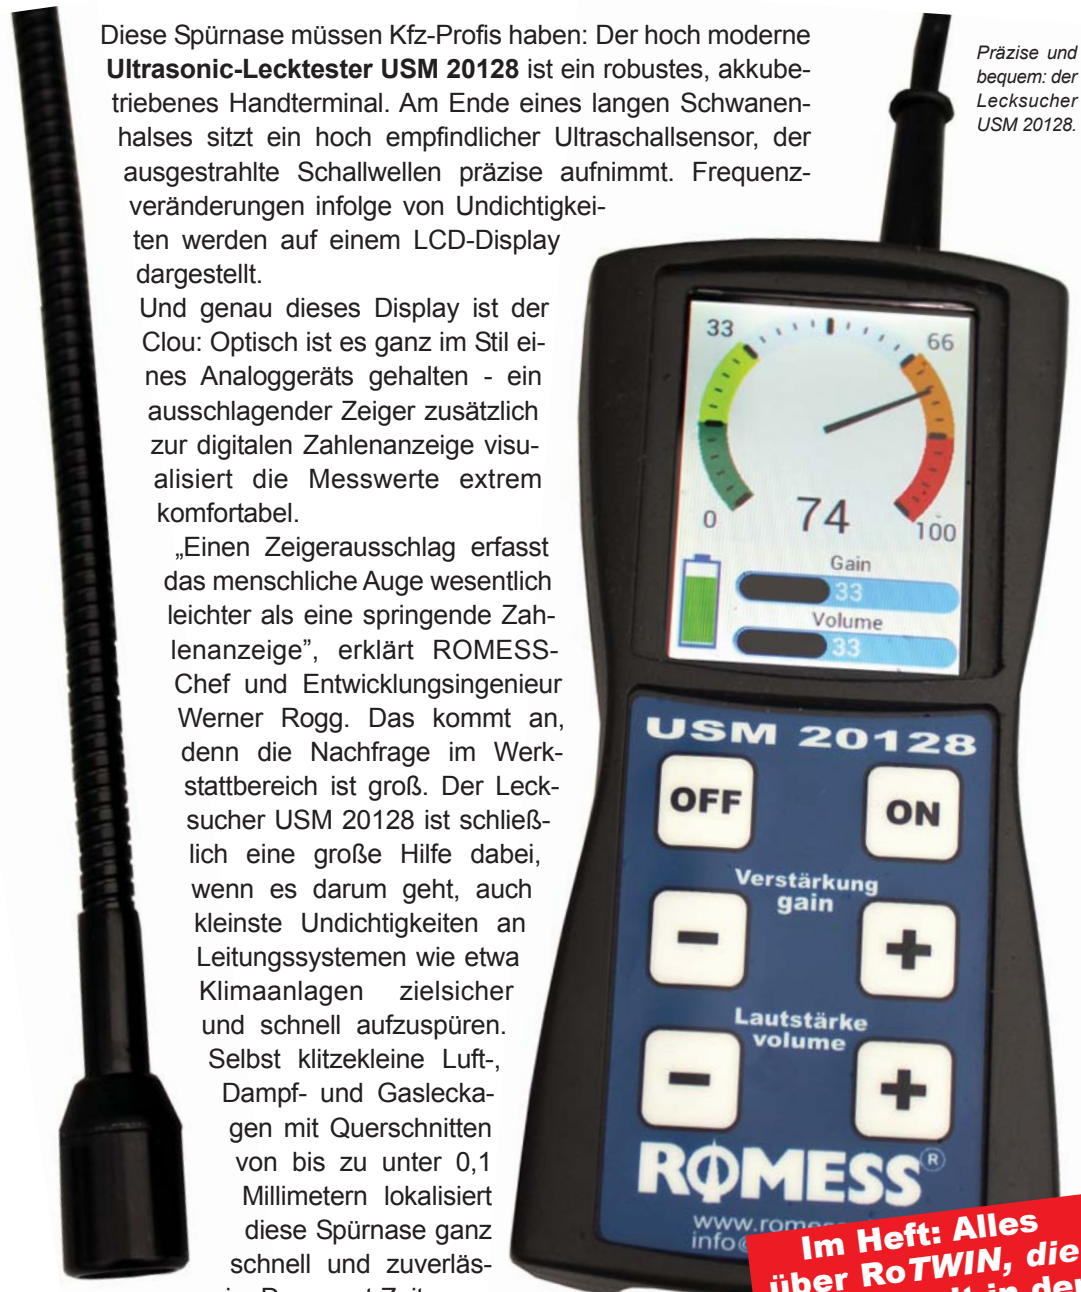 Diese Spürnase müssen Kfz-Profis haben: Der hoch moderne
Ultrasonic-Lecktester USM 20128 ist ein robustes, akkube-
triebenes Handterminal. Am Ende eines langen Schwanen-
halses sitzt ein hoch empfindlicher Ultraschallsensor, der
ausgestrahlte Schallwellen präzise aufnimmt. Frequenz-
veränderungen infolge von Undichtigkei-
ten werden auf einem LCD-Display
dargestellt.
Und genau dieses Display ist der
Clou: Optisch ist es ganz im Stil ei-
nes Analoggeräts gehalten - ein
ausschlagender Zeiger zusätzlich
zur digitalen Zahlenanzeige visu-
alisiert die Messwerte extrem
komfortabel.
„Einen Zeigerausschlag erfasst
das menschliche Auge wesentlich
leichter als eine springende Zah-
lenanzeige”, erklärt ROMESS-
Chef und Entwicklungsingenieur
Werner Rogg. Das kommt an,
denn die Nachfrage im Werk-
stattbereich ist groß. Der Leck-
sucher USM 20128 ist schließ-
lich eine große Hilfe dabei,
wenn es darum geht, auch
kleinste Undichtigkeiten an
Leitungssystemen wie etwa
Klimaanlagen zielsicher
und schnell aufzuspüren.
Selbst klitzekleine Luft-,
Dampf- und Gaslecka-
gen mit Querschnitten
von bis zu unter 0,1
Millimetern lokalisiert
diese Spürnase ganz
schnell und zuverläs-
Präzise und
bequem: der
Lecksucher
USM 20128.
33
66
0
74
100
Gain
33
Volume
33
USM 20128
OFF
ON
Verstärkung
gain
-
+
Lautstärke
volume
-
+
ROMESS®
www.romess
info@
Im Heft: Alles
über RoTWIN, die
in der